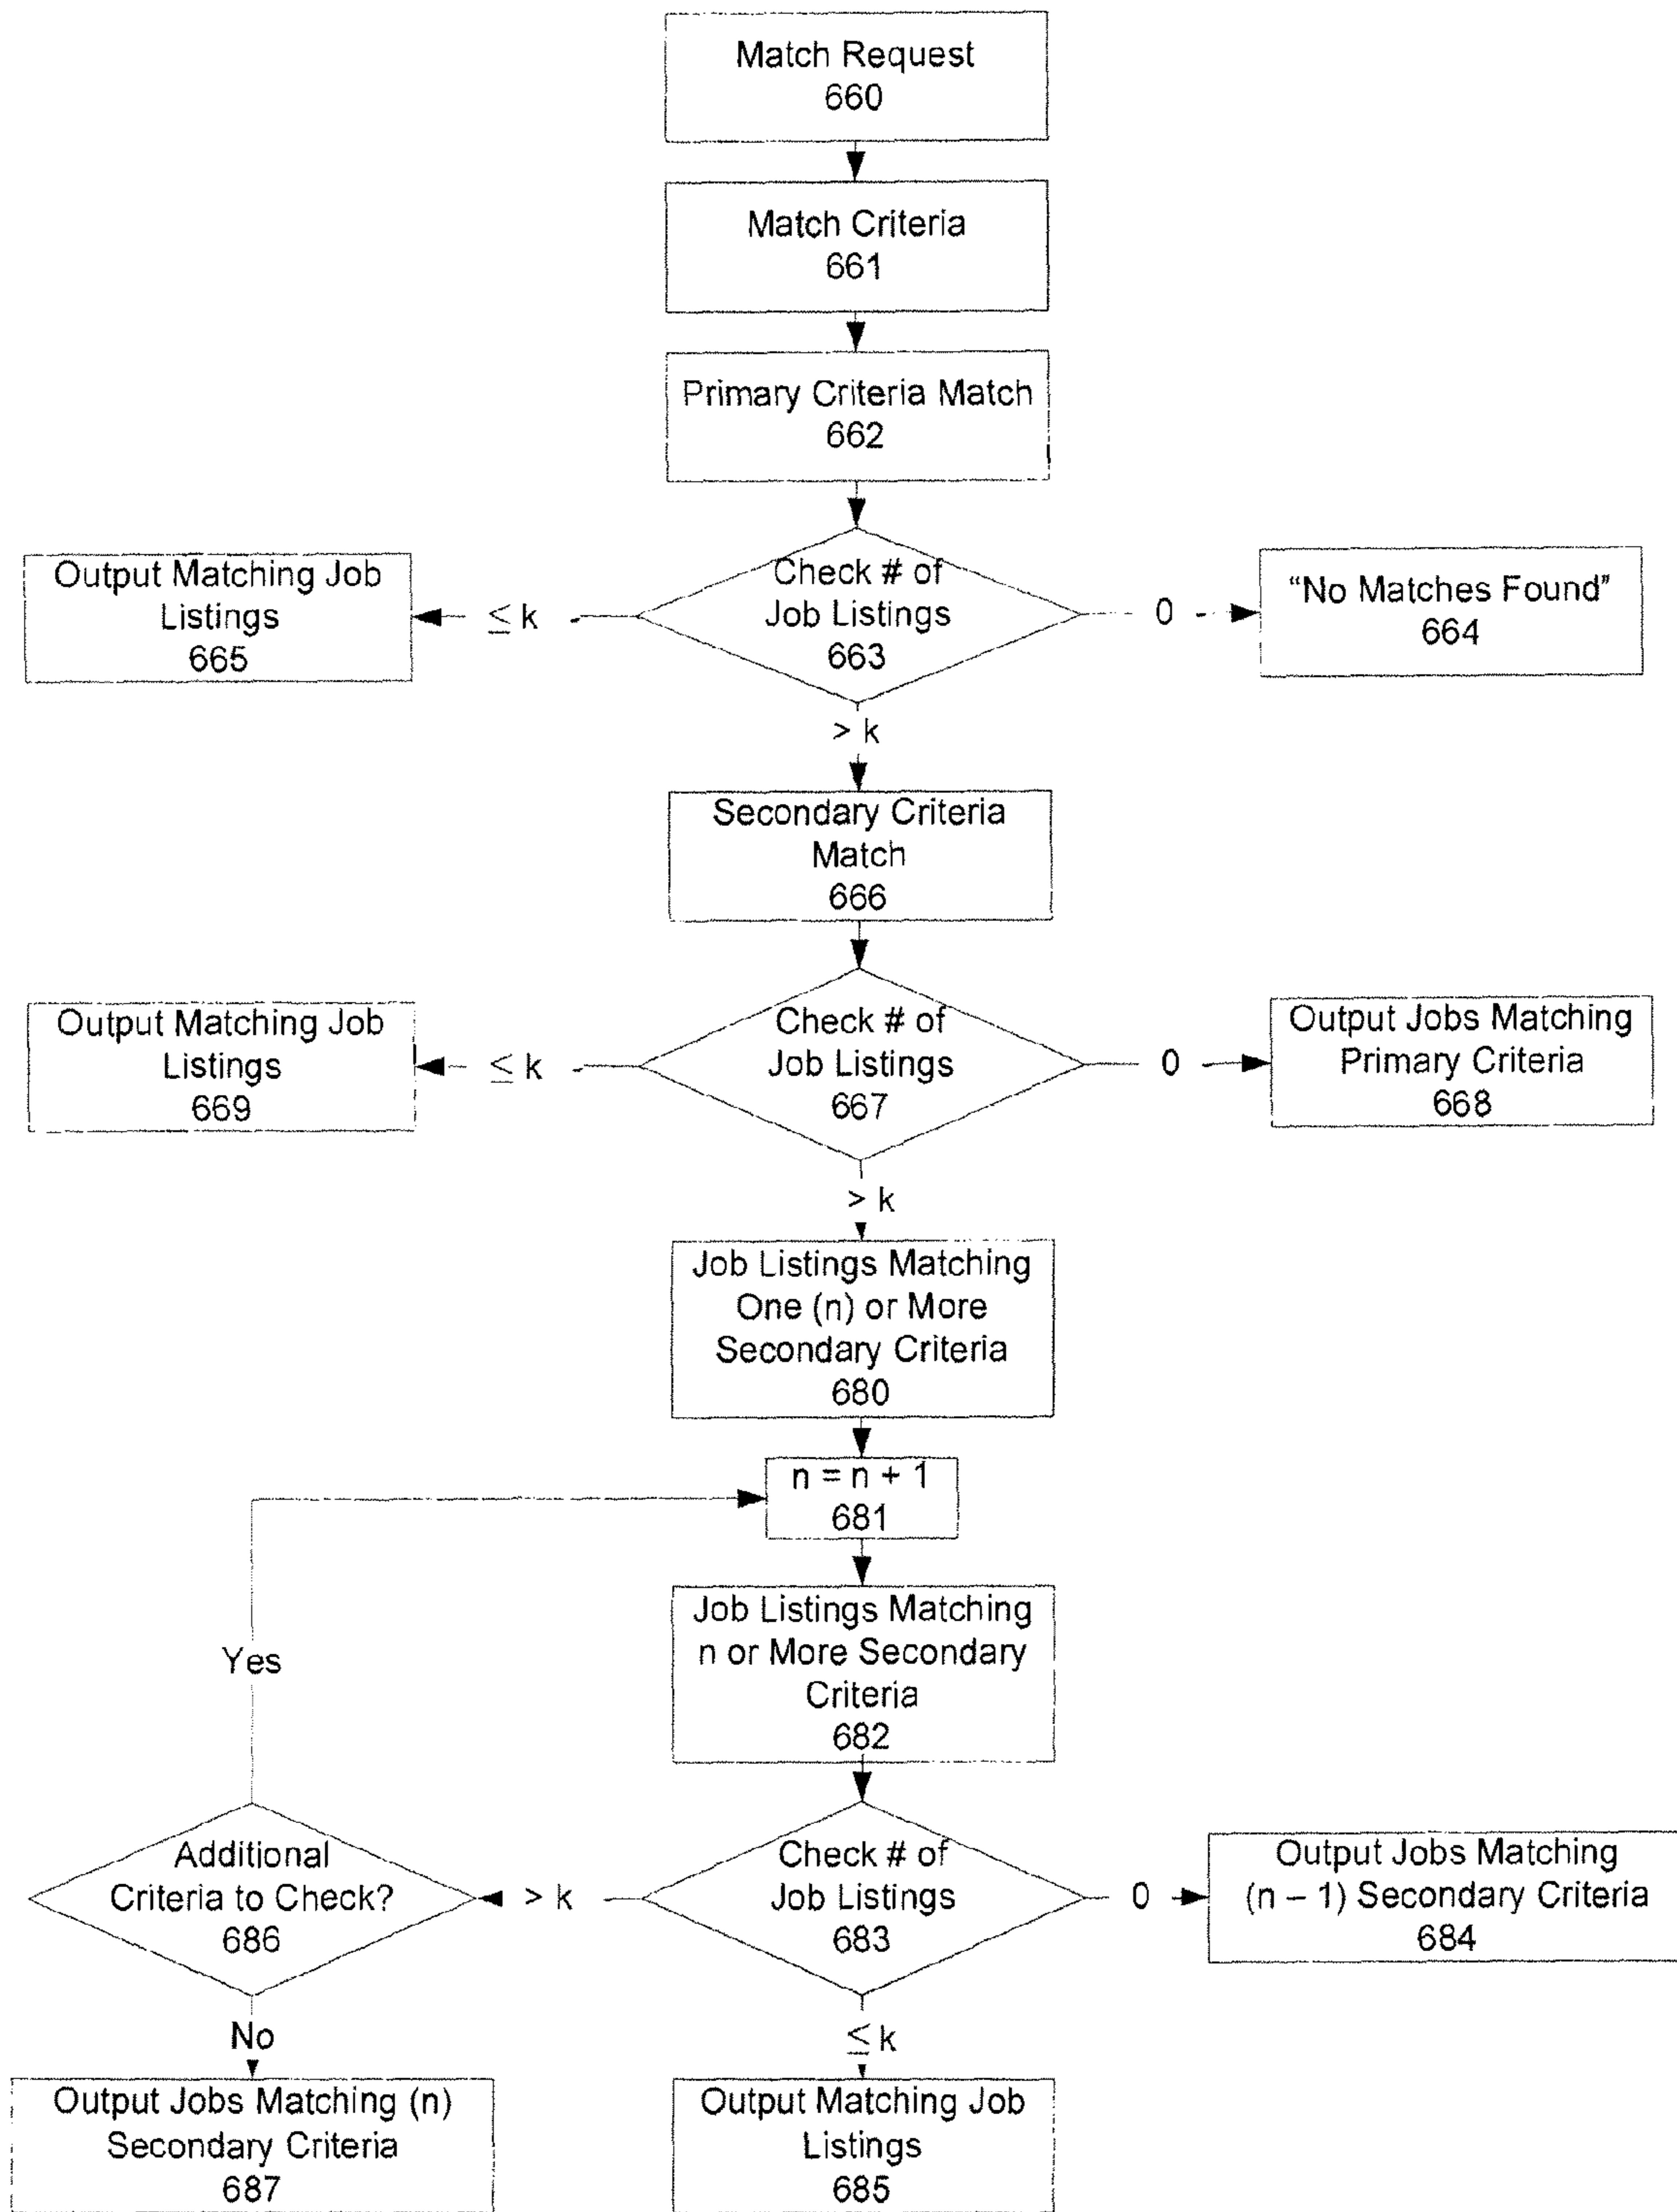 Match Request
660
Match Criteria
661
Primary Criteria Match
662
Check # of
Job Listings
663
Output Matching Job
Listings
665
≤ k
0
“No Matches Found”
664
> k
Secondary Criteria
Match
666
Check # of
Job Listings
667
Output Matching Job
Listings
669
≤ k
0
Output Jobs Matching
Primary Criteria
668
> k
Job Listings Matching
One (n) or More
Secondary Criteria
680
n = n + 1
681
Job Listings Matching
n or More Secondary
Criteria
682
Yes
Additional
Criteria to Check?
686
> k
Check # of
Job Listings
683
0
Output Jobs Matching
(n – 1) Secondary Criteria
684
No
≤ k
Output Jobs Matching (n)
Secondary Criteria
687
Output Matching Job
Listings
685